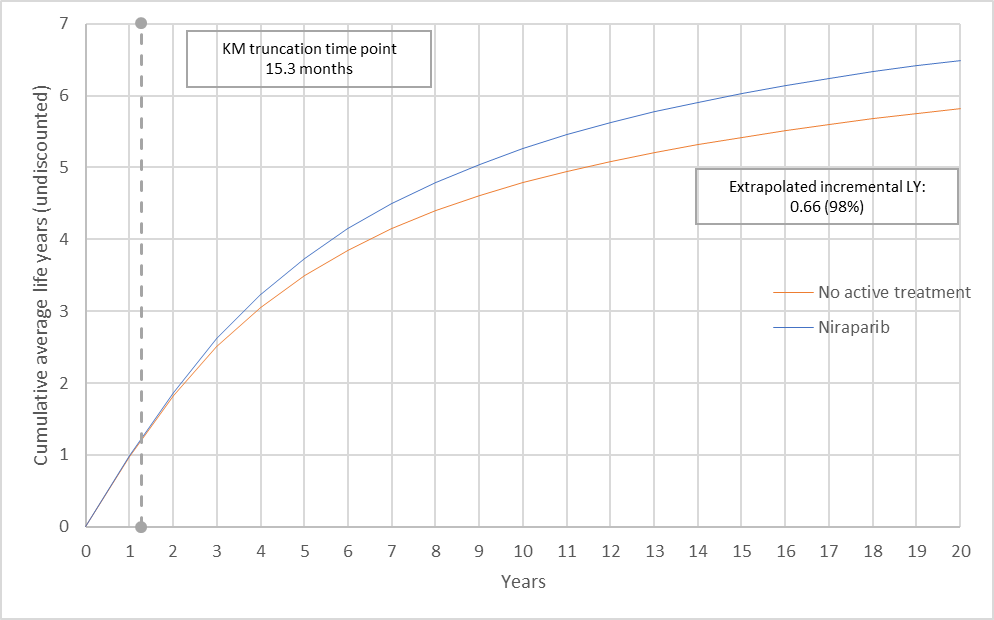 KM truncation time point
15.3 months
Extrapolated incremental LY:
0.66 (98%)
No active treatment
Niraparib
Cumulative average life years (undiscounted)
7
6
5
4
3
2
1
0
0 1 2 3 4 5 6 7 8 9 10 11 12 13 14 15 16 17 18 19 20
Years